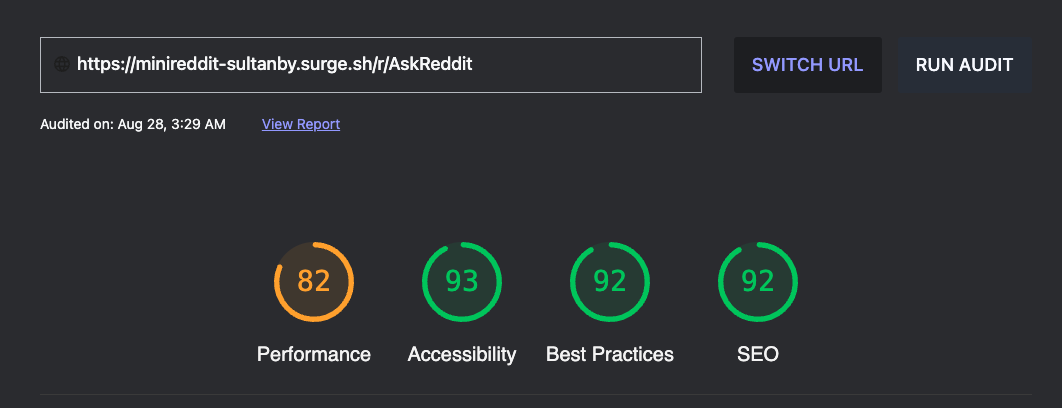 https://minireddit-sultanby.surge.sh/r/AskReddit
SWITCH URL
RUN AUDIT
Audited on: Aug 28, 3:29 AM
View Report
82
93
92
92
Performance
Accessibility
Best Practices
SEO